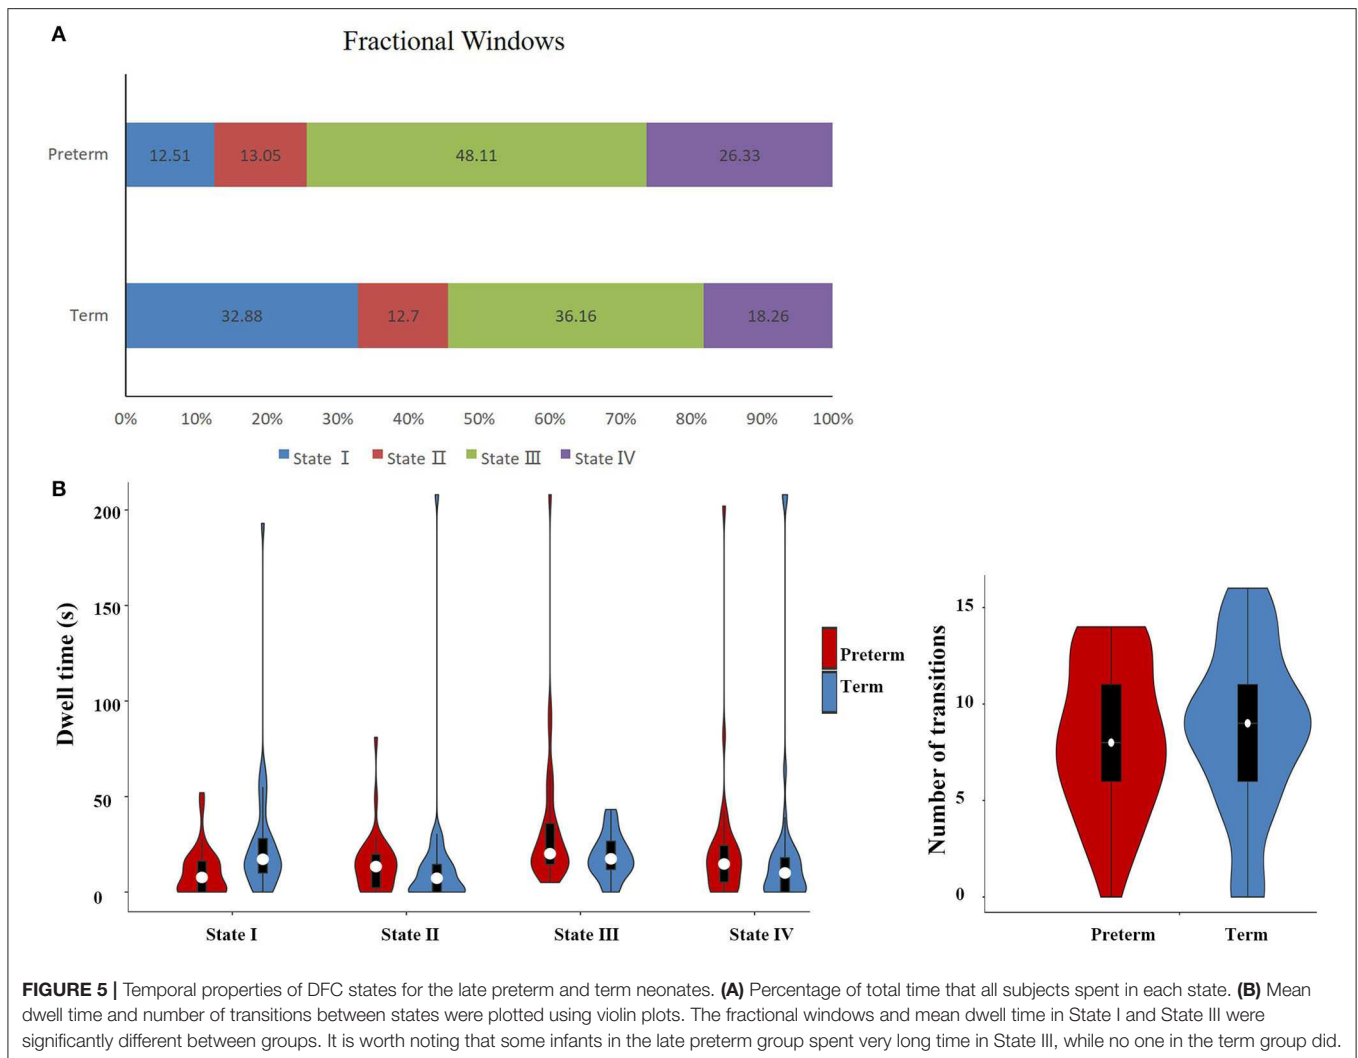 A
Fractional Windows
Preterm
12.51 13.05 48.11 26.33
Term
32.88 12.7 36.16 18.26
0% 10% 20% 30% 40% 50% 60% 70% 80% 90% 100%
State Ⅰ State Ⅱ State Ⅲ State Ⅳ
B
Dwell time (s)
200
150
100
50
0
State I State II State III State IV
Preterm
Term
Number of transitions
15
10
5
0
Preterm Term
FIGURE 5 | Temporal properties of DFC states for the late preterm and term neonates. (A) Percentage of total time that all subjects spent in each state. (B) Mean
dwell time and number of transitions between states were plotted using violin plots. The fractional windows and mean dwell time in State I and State III were
significantly different between groups. It is worth noting that some infants in the late preterm group spent very long time in State III, while no one in the term group did.